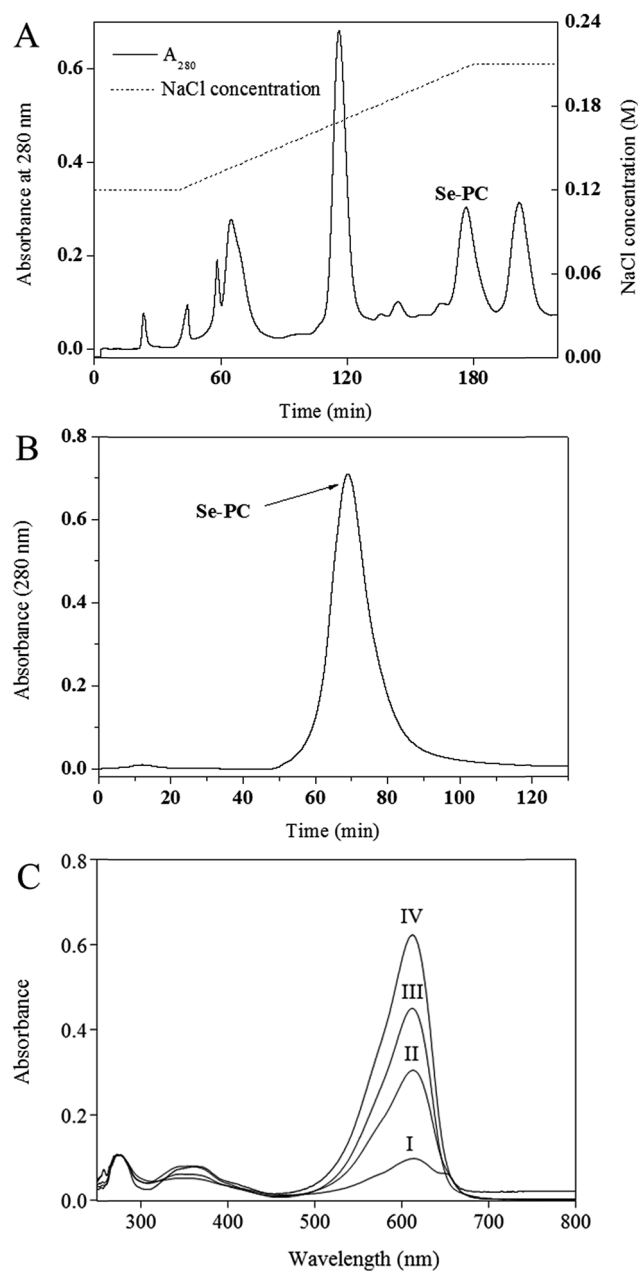 A
A280
NaCl concentration
Se-PC
Absorbance at 280 nm
0.6
0.4
0.2
0.0
NaCl concentration (M)
0.24
0.18
0.12
0.06
0.00
0 60 120 180
Time (min)
B
Se-PC
Absorbance (280 nm)
0.8
0.6
0.4
0.2
0.0
0 20 40 60 80 100 120
Time (min)
C
IV
III
II
I
Absorbance
0.8
0.6
0.4
0.2
0.0
300 400 500 600 700 800
Wavelength (nm)